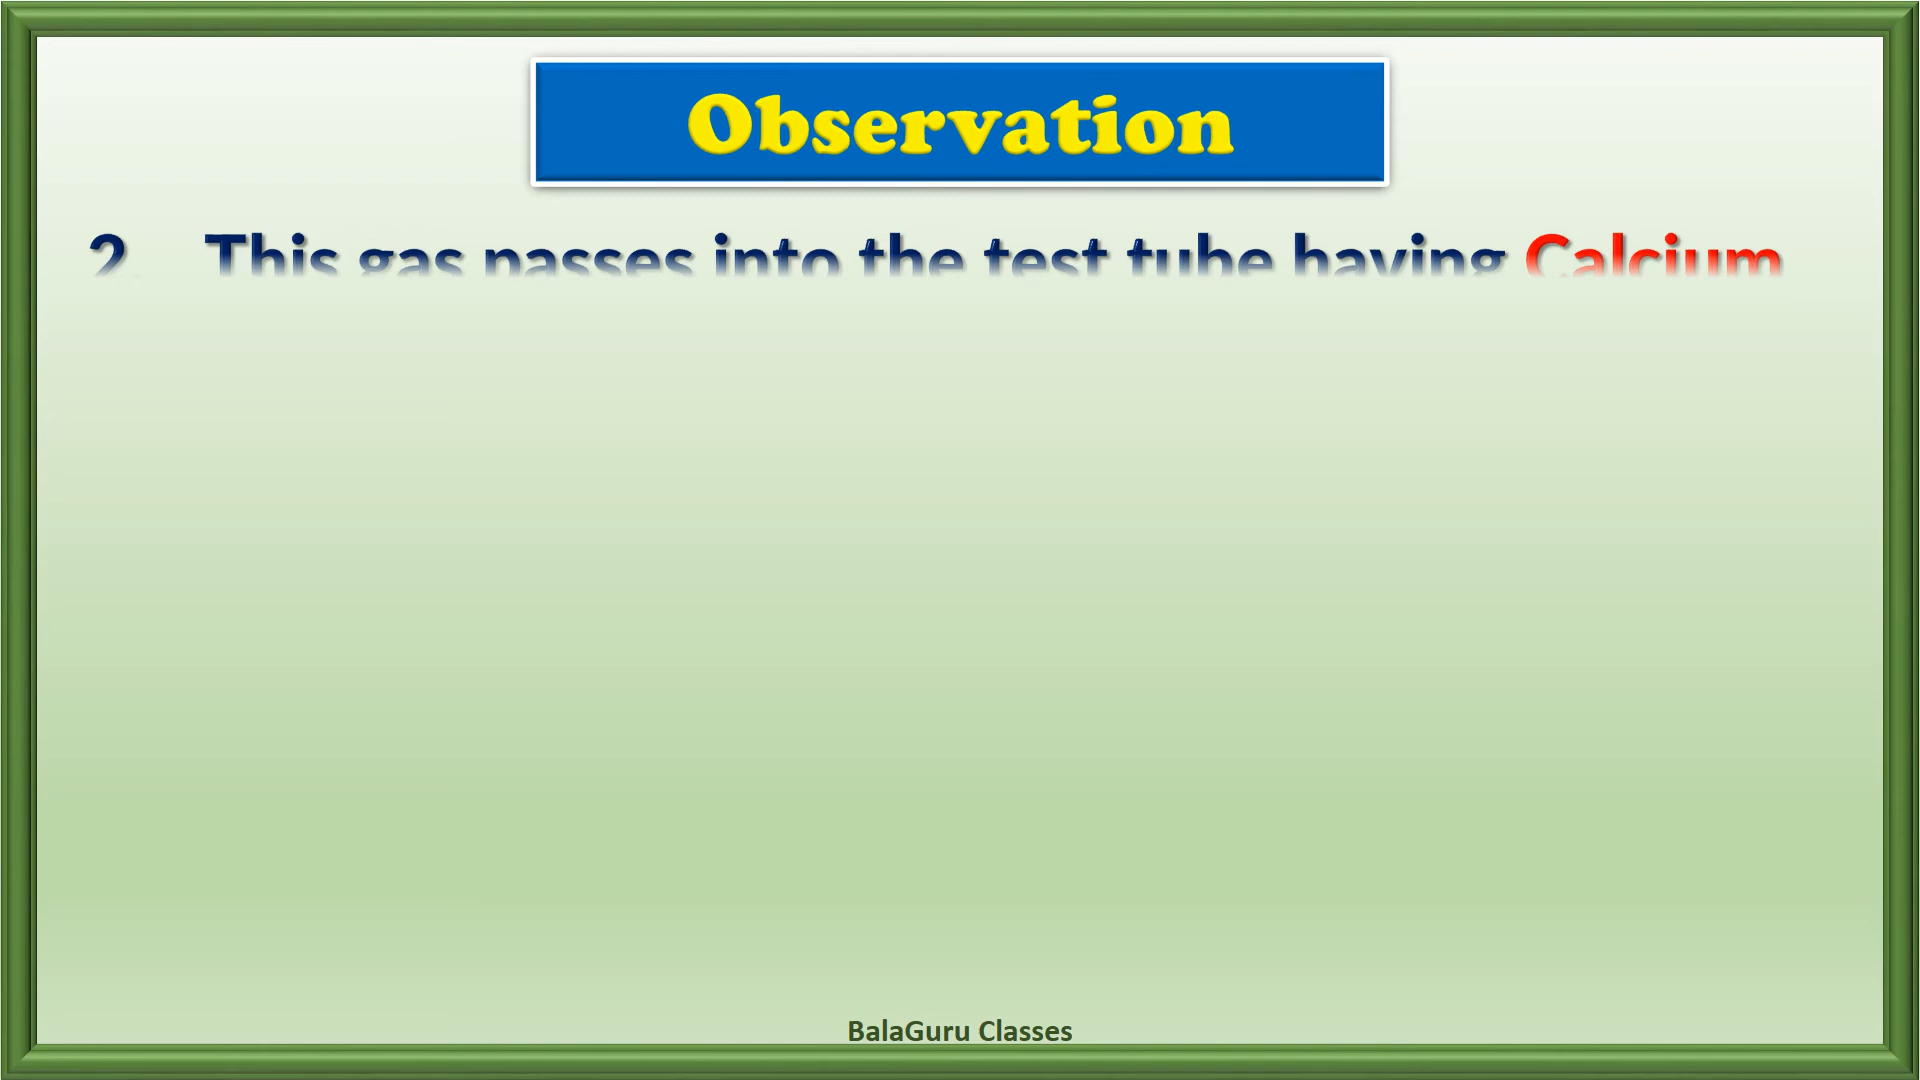 Observation
2. This gas passes into the test tube having Calcium
BalaGuru Classes